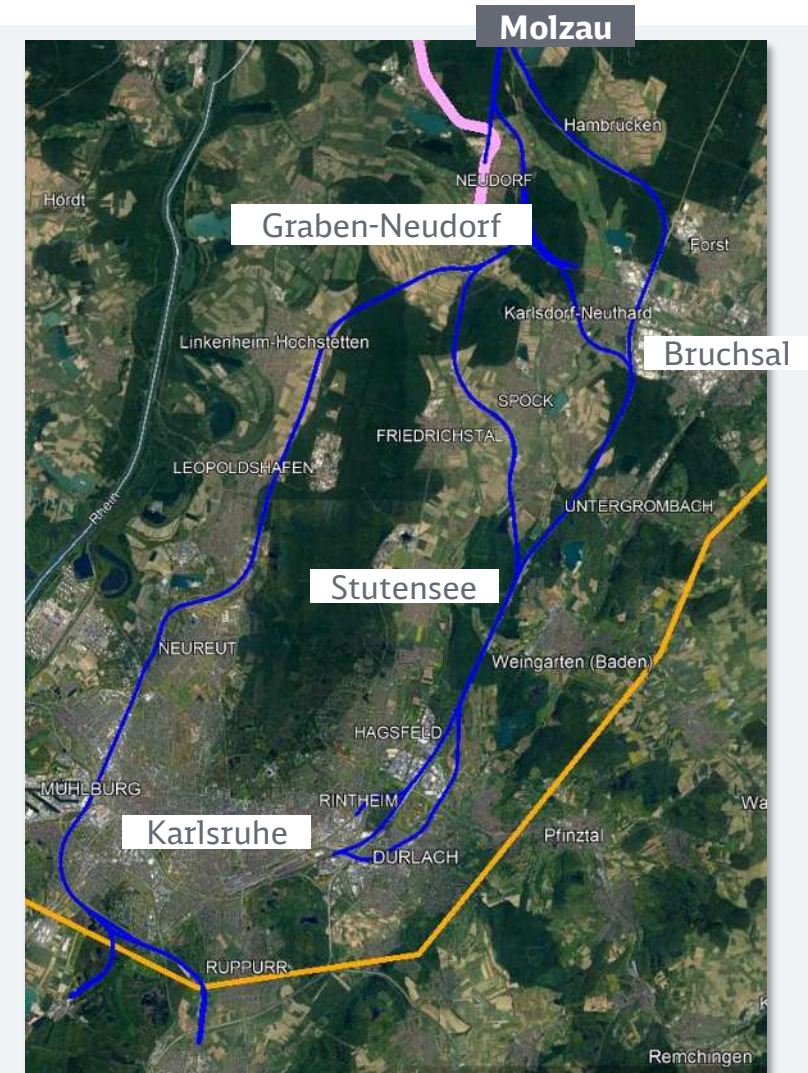 Molzau
Hambrücken
NEUDORF
Hördt
Graben-Neudorf
Forst
Karlsdorf-Neuthard
Linkenheim-Hochstetten
Bruchsal
SPÖCK
FRIEDRICHSTAL
LEOPOLDSHAFEN
Rhein
UNTERGROMBACH
Stutensee
NEUREUT
Weingarten (Baden)
HAGSFELD
MÜHLBURG
RINTHEIM
Wa
Karlsruhe
Pfinztal
DURLACH
RÜPPURR
K
Remchingen